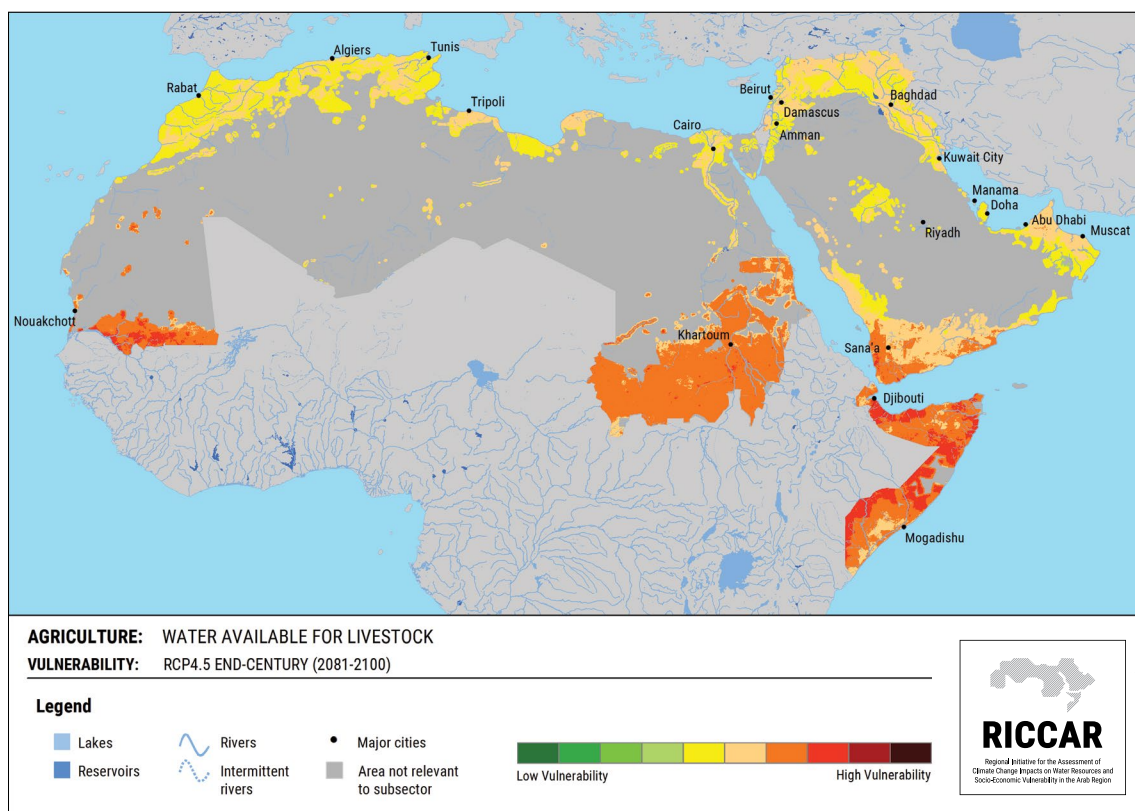 Algiers
Tunis
Rabat
Tripoli
Beirut
Damascus
Baghdad
Cairo
Amman
Kuwait City
Manama
Doha
Riyadh
Abu Dhabi
Muscat
Nouakchott
Khartoum
Sana'a
Djibouti
Mogadishu
AGRICULTURE: WATER AVAILABLE FOR LIVESTOCK
VULNERABILITY: RCP4.5 END-CENTURY (2081-2100)
Legend
Lakes
Rivers
Major cities
Reservoirs
Intermittent
rivers
Area not relevant
to subsector
Low Vulnerability
High Vulnerability
RICCAR
Regional Initiative for the Assessment of
Climate Change Impacts on Water Resources and
Socio-Economic Vulnerability in the Arab Region